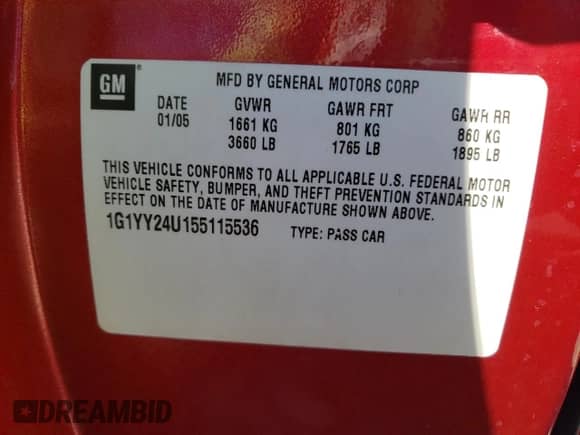 GM
MFD BY GENERAL MOTORS CORP
DATE GVWR GAWR FRT GAWR RR
01/05 1661 KG 801 KG 860 KG
3660 LB 1765 LB 1895 LB
THIS VEHICLE CONFORMS TO ALL APPLICABLE U.S. FEDERAL MOTOR
VEHICLE SAFETY, BUMPER, AND THEFT PREVENTION STANDARDS IN
EFFECT ON THE DATE OF MANUFACTURE SHOWN ABOVE.
1G1YY24U155115536 TYPE: PASS CAR
DREAMBID